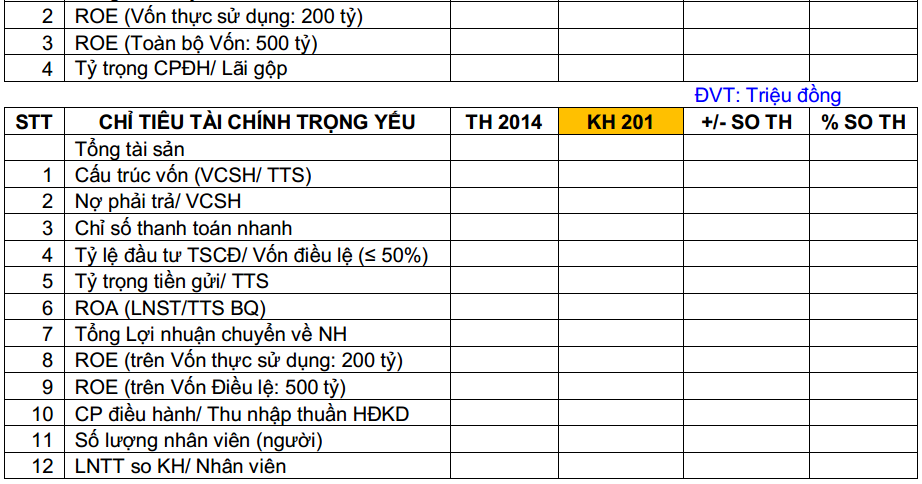 2 ROE (Vốn thực sử dụng: 200 tỷ)
3 ROE (Toàn bộ Vốn: 500 tỷ)
4 Tỷ trọng CPĐH/ Lãi gộp
ĐVT: Triệu đồng
STT CHỈ TIÊU TÀI CHÍNH TRỌNG YẾU TH 2014 KH 201 +/- SO TH % SO TH
Tổng tài sản
1 Cấu trúc vốn (VCSH/ TTS)
2 Nợ phải trả/ VCSH
3 Chỉ số thanh toán nhanh
4 Tỷ lệ đầu tư TSCĐ/ Vốn điều lệ (≤ 50%)
5 Tỷ trọng tiền gửi/ TTS
6 ROA (LNST/TTS BQ)
7 Tổng Lợi nhuận chuyển về NH
8 ROE (trên Vốn thực sử dụng: 200 tỷ)
9 ROE (trên Vốn Điều lệ: 500 tỷ)
10 CP điều hành/ Thu nhập thuần HĐKD
11 Số lượng nhân viên (người)
12 LNTT so KH/ Nhân viên